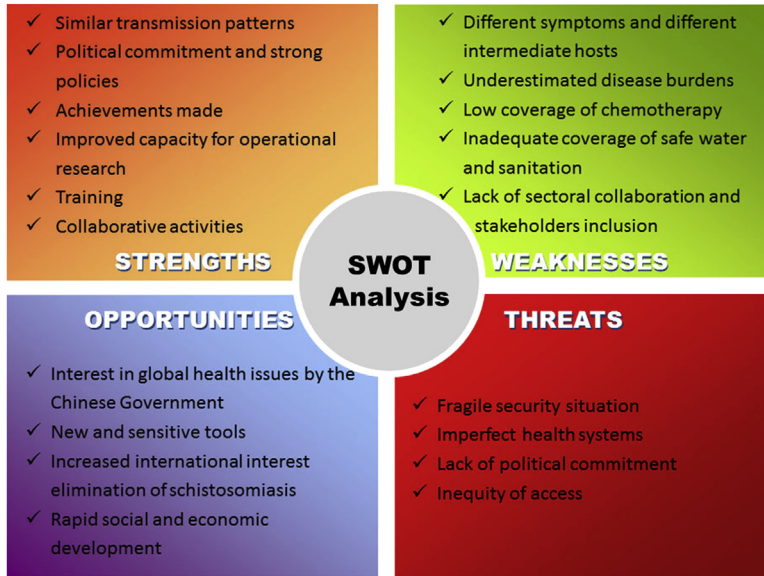 ✓ Similar transmission patterns
✓ Political commitment and strong
policies
✓ Achievements made
✓ Improved capacity for operational
research
✓ Training
✓ Collaborative activities
STRENGTHS
✓ Different symptoms and different
intermediate hosts
✓ Underestimated disease burdens
✓ Low coverage of chemotherapy
✓ Inadequate coverage of safe water
and sanitation
✓ Lack of sectoral collaboration and
stakeholders inclusion
WEAKNESSES
SWOT
Analysis
OPPORTUNITIES
✓ Interest in global health issues by the
Chinese Government
✓ New and sensitive tools
✓ Increased international interest
elimination of schistosomiasis
✓ Rapid social and economic
development
THREATS
✓ Fragile security situation
✓ Imperfect health systems
✓ Lack of political commitment
✓ Inequity of access